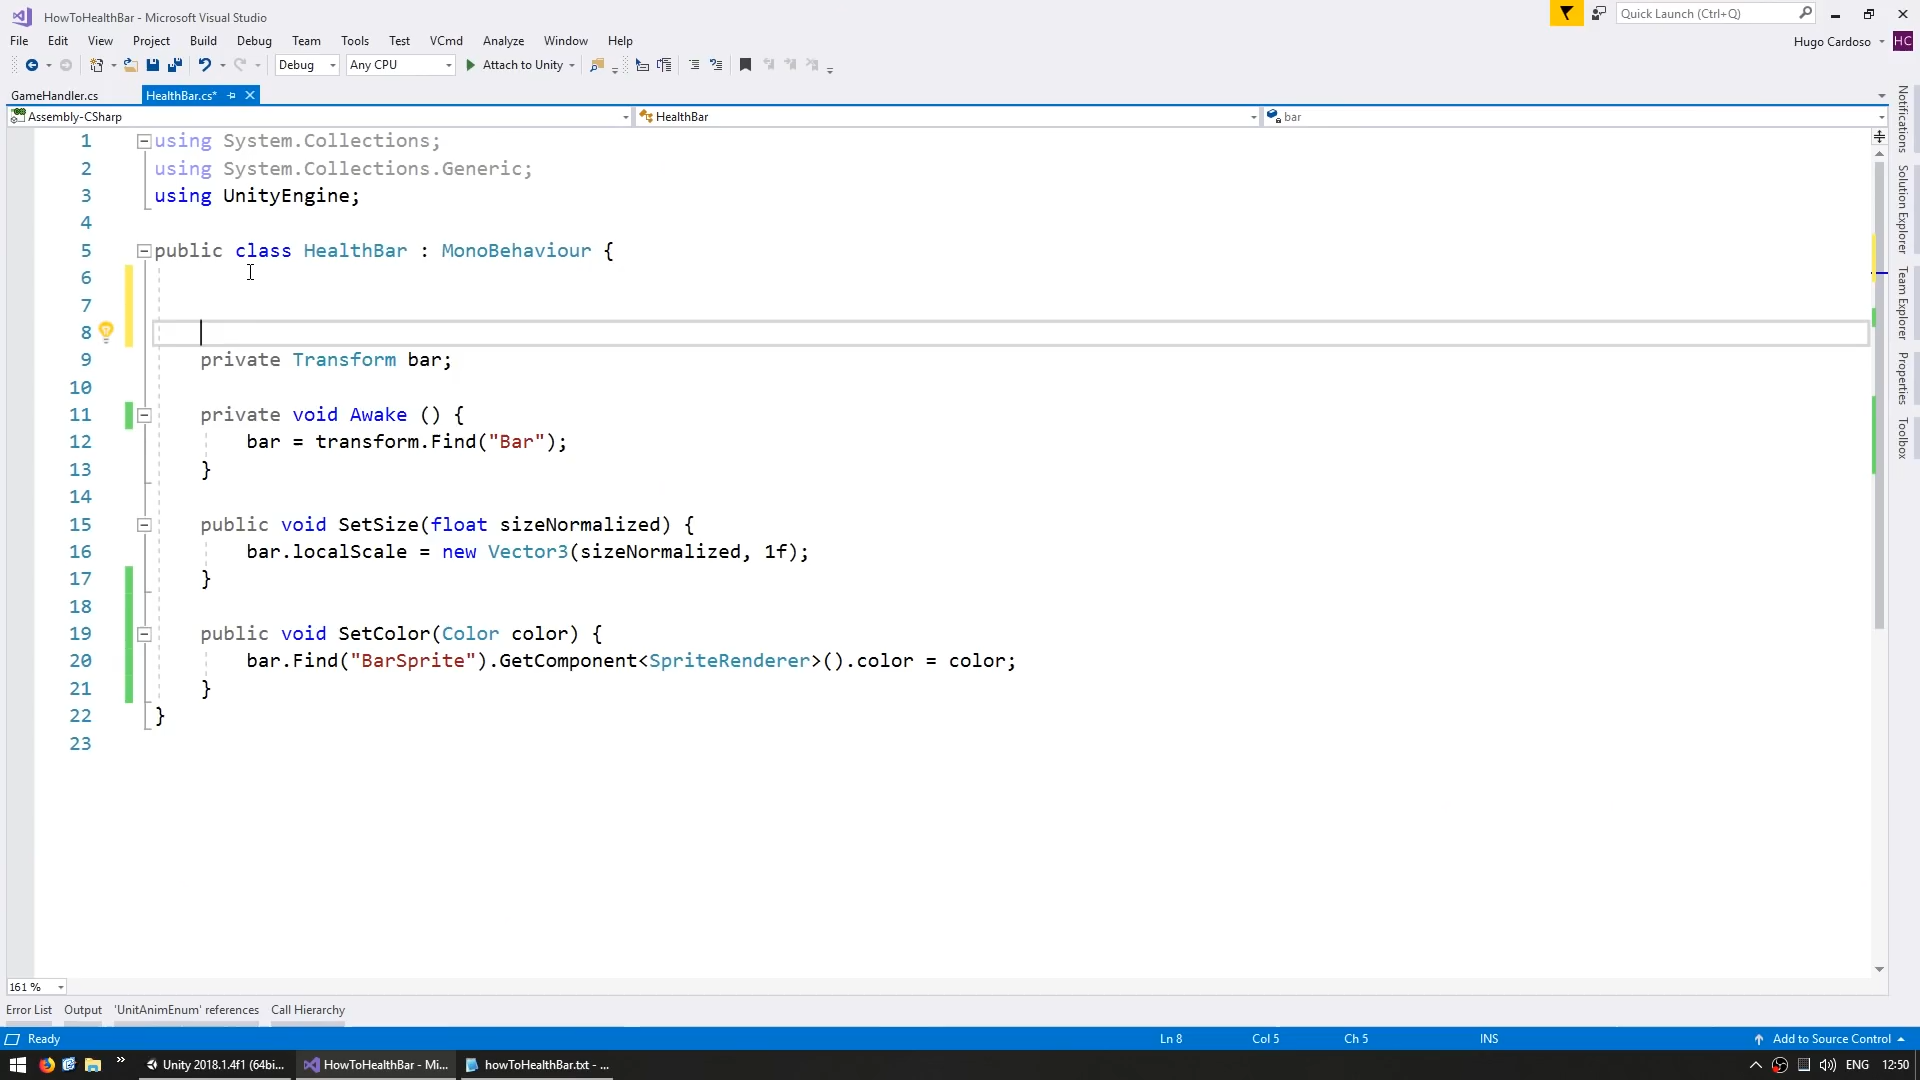 HowToHealthBar - Microsoft Visual Studio
Quick Launch (Ctrl+Q)
File Edit View Project Build Debug Team Tools Test VCmd Analyze Window Help
Hugo Cardoso HC
Debug Any CPU Attach to Unity
GameHandler.cs HealthBar.cs*
Assembly-CSharp HealthBar bar
1 using System.Collections;
2 using System.Collections.Generic;
3 using UnityEngine;
4
5 public class HealthBar : MonoBehaviour {
6
7
8
9 private Transform bar;
10
11 private void Awake () {
12 bar = transform.Find("Bar");
13 }
14
15 public void SetSize(float sizeNormalized) {
16 bar.localScale = new Vector3(sizeNormalized, 1f);
17 }
18
19 public void SetColor(Color color) {
20 bar.Find("BarSprite").GetComponent<SpriteRenderer>().color = color;
21 }
22 }
23
Notifications
Solution Explorer
Team Explorer
Properties
Toolbox
161 %
Error List Output 'UnitAnimEnum' references Call Hierarchy
Ready Ln 8 Col 5 Ch 5 INS Add to Source Control
Unity 2018.1.4f1 (64bi... HowToHealthBar - Mi... howToHealthBar.txt - ... ENG 12:50